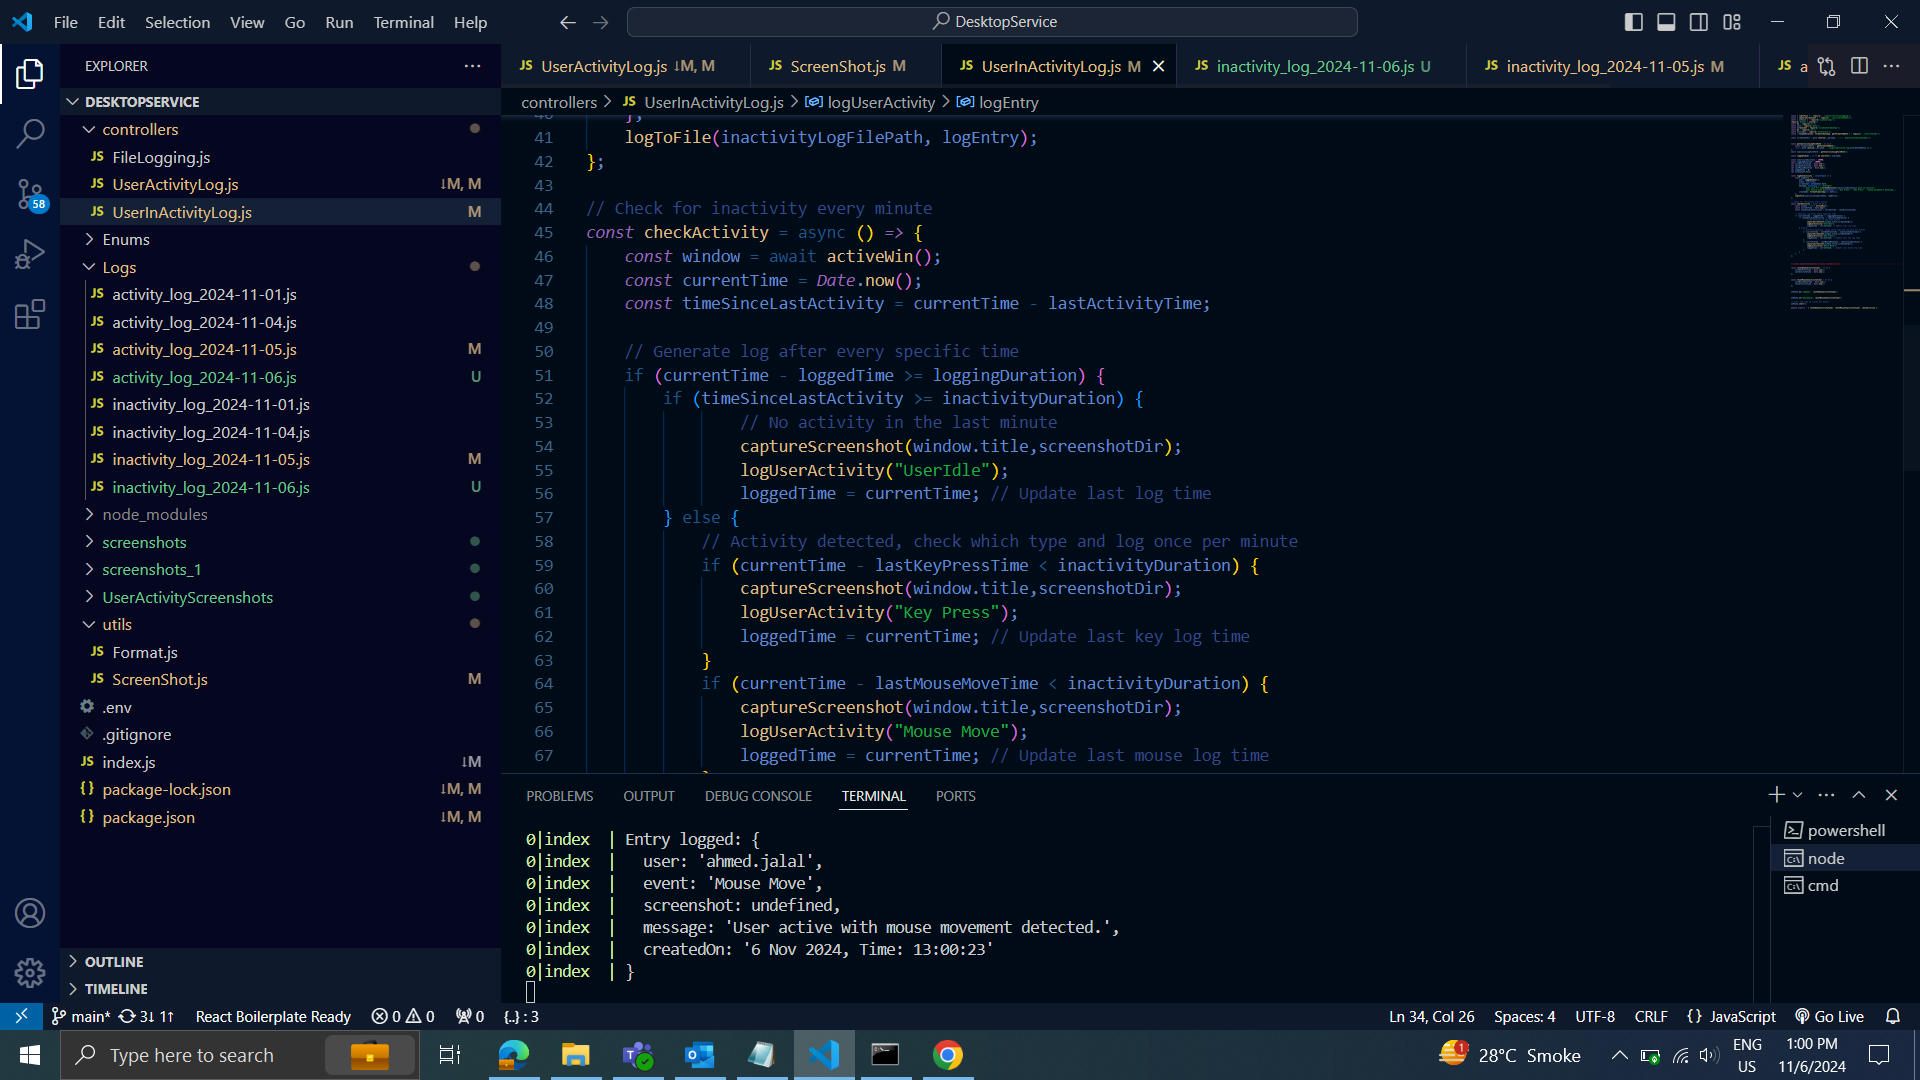 File Edit Selection View Go Run Terminal Help
DesktopService
EXPLORER
DESKTOPSERVICE
controllers
JS FileLogging.js
JS UserActivityLog.js ↓M, M
JS UserInActivityLog.js M
Enums
Logs
JS activity_log_2024-11-01.js
JS activity_log_2024-11-04.js
JS activity_log_2024-11-05.js M
JS activity_log_2024-11-06.js U
JS inactivity_log_2024-11-01.js
JS inactivity_log_2024-11-04.js
JS inactivity_log_2024-11-05.js M
JS inactivity_log_2024-11-06.js U
node_modules
screenshots
screenshots_1
UserActivityScreenshots
utils
JS Format.js
JS ScreenShot.js M
.env
.gitignore
JS index.js ↓M
{} package-lock.json ↓M, M
{} package.json ↓M, M
OUTLINE
TIMELINE
58
JS UserActivityLog.js ↓M, M JS ScreenShot.js M JS UserInActivityLog.js M JS inactivity_log_2024-11-06.js U JS inactivity_log_2024-11-05.js M JS a
controllers > JS UserInActivityLog.js > logUserActivity > logEntry
40 };
41 logToFile(inactivityLogFilePath, logEntry);
42 };
43
44 // Check for inactivity every minute
45 const checkActivity = async () => {
46 const window = await activeWin();
47 const currentTime = Date.now();
48 const timeSinceLastActivity = currentTime - lastActivityTime;
49
50 // Generate log after every specific time
51 if (currentTime - loggedTime >= loggingDuration) {
52 if (timeSinceLastActivity >= inactivityDuration) {
53 // No activity in the last minute
54 captureScreenshot(window.title,screenshotDir);
55 logUserActivity("UserIdle");
56 loggedTime = currentTime; // Update last log time
57 } else {
58 // Activity detected, check which type and log once per minute
59 if (currentTime - lastKeyPressTime < inactivityDuration) {
60 captureScreenshot(window.title,screenshotDir);
61 logUserActivity("Key Press");
62 loggedTime = currentTime; // Update last key log time
63 }
64 if (currentTime - lastMouseMoveTime < inactivityDuration) {
65 captureScreenshot(window.title,screenshotDir);
66 logUserActivity("Mouse Move");
67 loggedTime = currentTime; // Update last mouse log time
PROBLEMS OUTPUT DEBUG CONSOLE TERMINAL PORTS
0|index | Entry logged: {
0|index | user: 'ahmed.jalal',
0|index | event: 'Mouse Move',
0|index | screenshot: undefined,
0|index | message: 'User active with mouse movement detected.',
0|index | createdOn: '6 Nov 2024, Time: 13:00:23'
0|index | }
powershell
node
cmd
main* 3↓ 1↑ React Boilerplate Ready 0 0 0 {..} : 3 Ln 34, Col 26 Spaces: 4 UTF-8 CRLF {} JavaScript Go Live
Type here to search
1 28°C Smoke
ENG
US
1:00 PM
11/6/2024